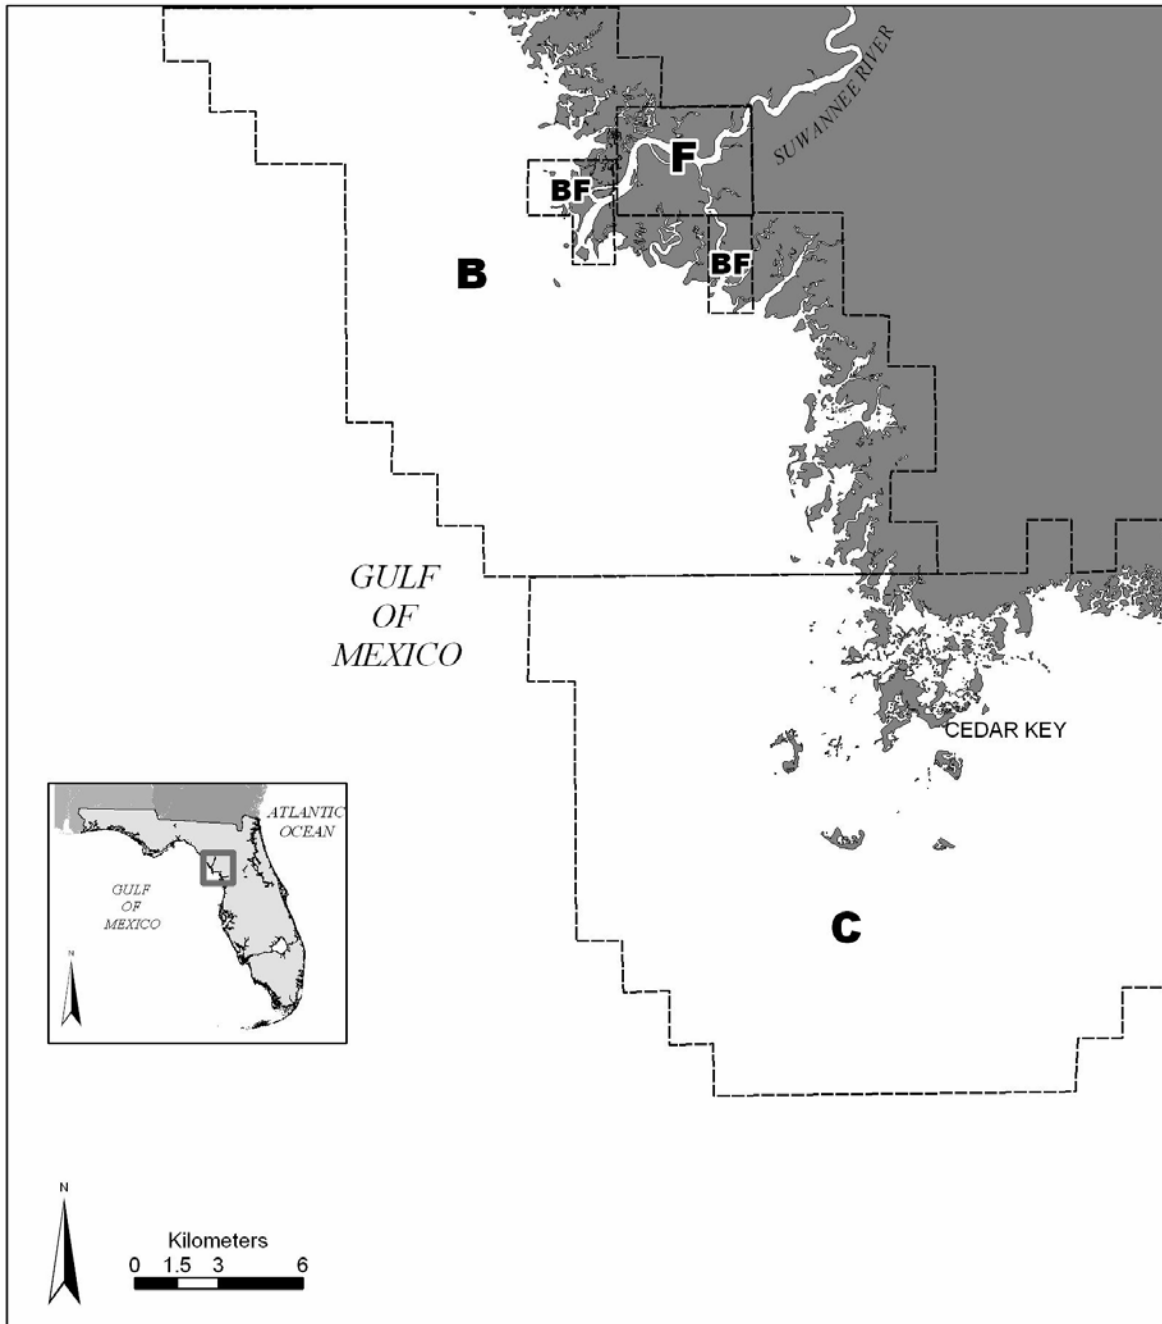 SUWANNEE RIVER
F
BF
BF
B
GULF
OF
MEXICO
CEDAR KEY
ATLANTIC
OCEAN
GULF
OF
MEXICO
N
C
N
Kilometers
0 1.5 3 6